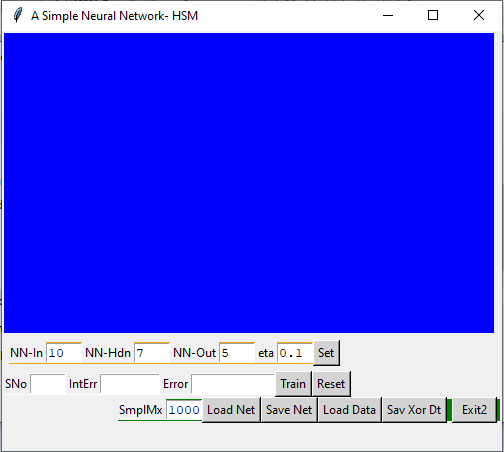 A Simple Neural Network- HSM
NN-In 10 NN-Hdn 7 NN-Out 5 eta 0.1 Set
SNo IntErr Error Train Reset
SmplMx 1000 Load Net Save Net Load Data Sav Xor Dt Exit2